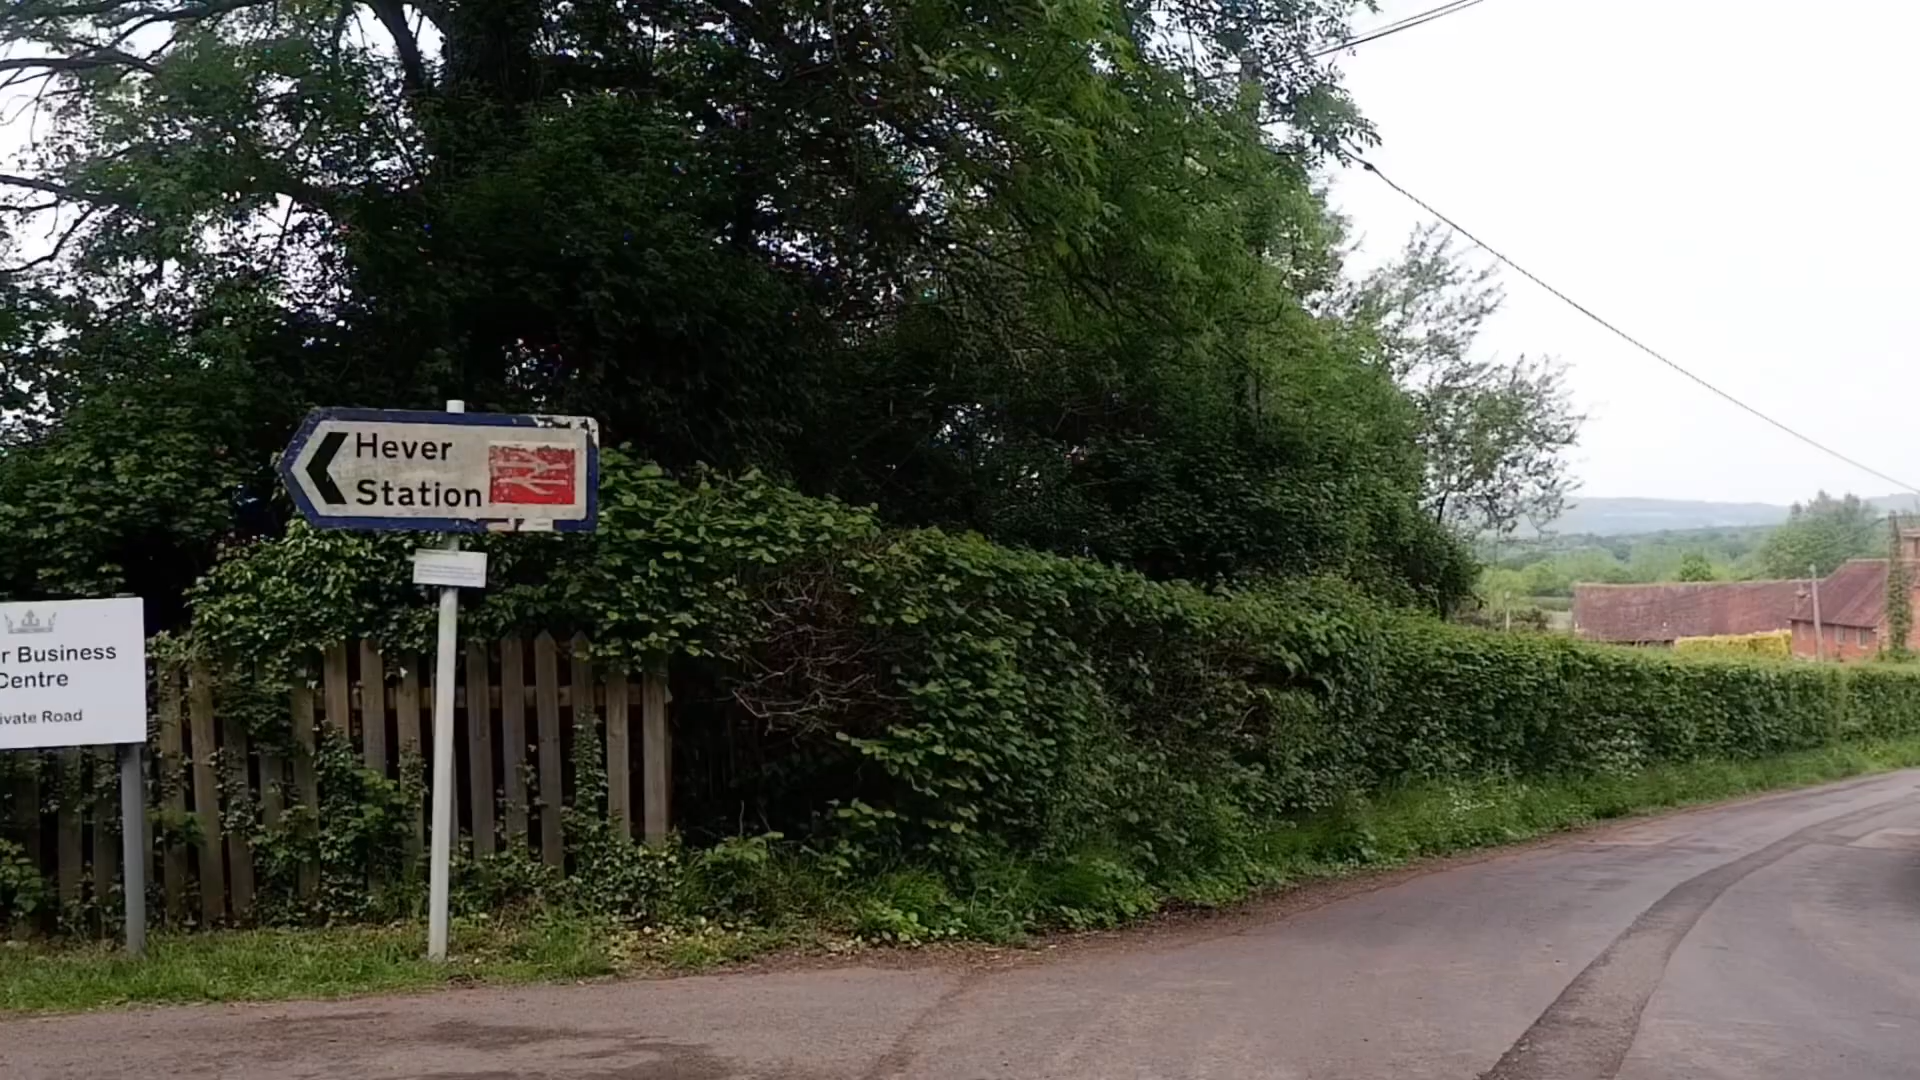 Hever
Station
r Business
Centre
ivate Road